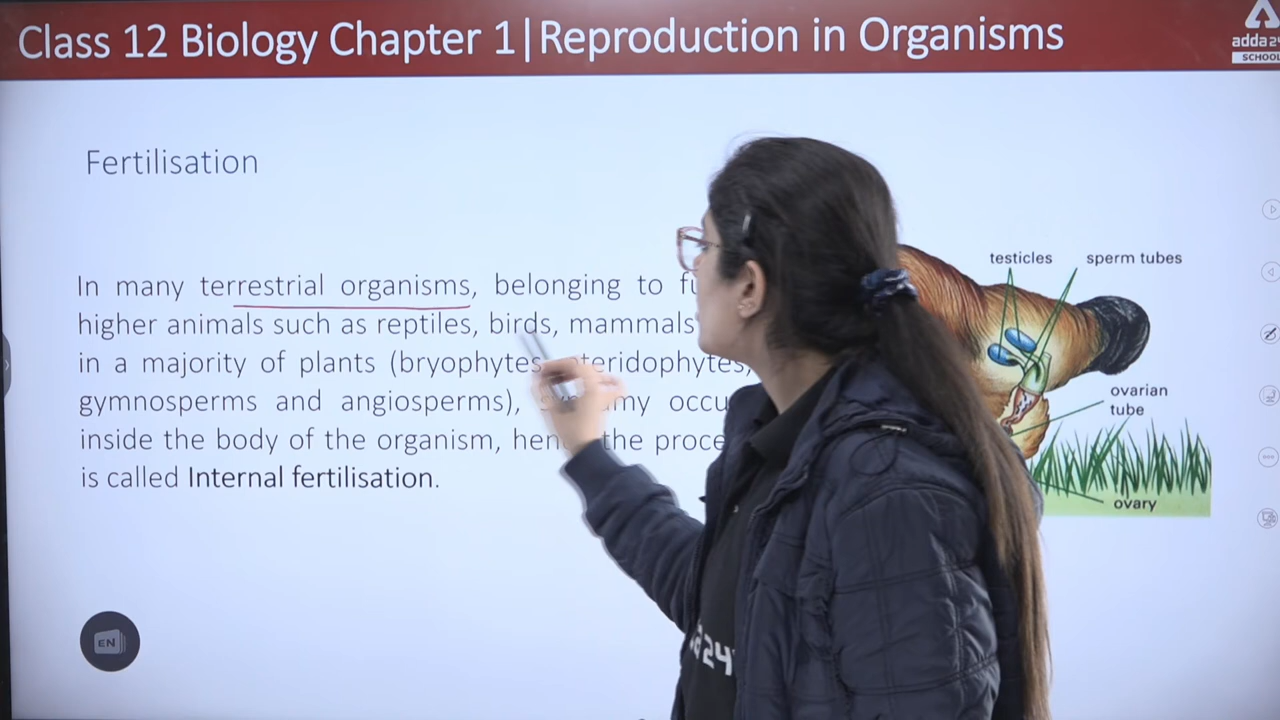 Class 12 Biology Chapter 1|Reproduction in Organisms
adda24
SCHOOL
Fertilisation
In many terrestrial organisms, belonging to
higher animals such as reptiles, birds, mammals
in a majority of plants (bryophytes,
gymnosperms and angiosperms),
inside the body of the organism, the
is called Internal fertilisation.
testicles
sperm tubes
ovarian
tube
ovary
EN